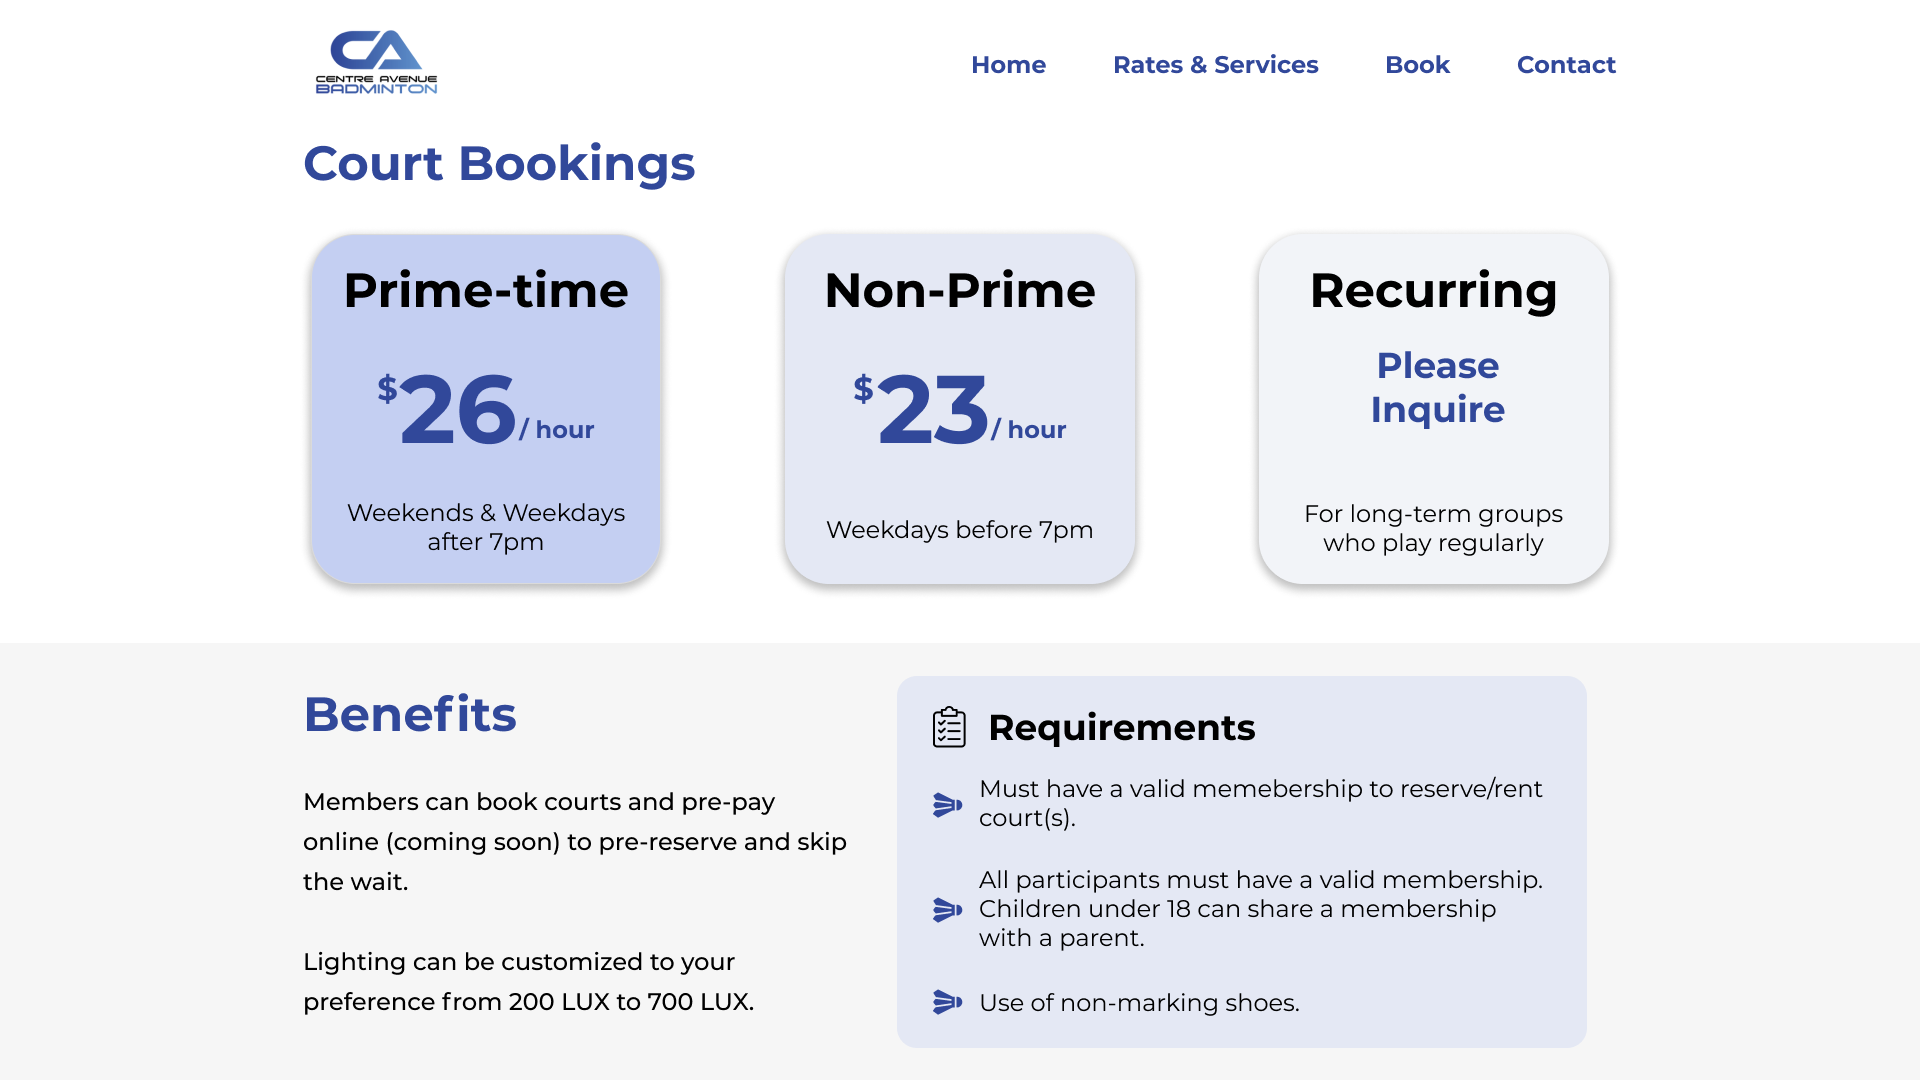 CENTRE AVENUE
BADMINTON
Home
Rates & Services
Book
Contact
Court Bookings
Prime-time
$26/ hour
Weekends & Weekdays
after 7pm
Non-Prime
$23/ hour
Weekdays before 7pm
Recurring
Please
Inquire
For long-term groups
who play regularly
Benefits
Members can book courts and pre-pay
online (coming soon) to pre-reserve and skip
the wait.
Lighting can be customized to your
preference from 200 LUX to 700 LUX.
Requirements
Must have a valid memebership to reserve/rent
court(s).
All participants must have a valid membership.
Children under 18 can share a membership
with a parent.
Use of non-marking shoes.